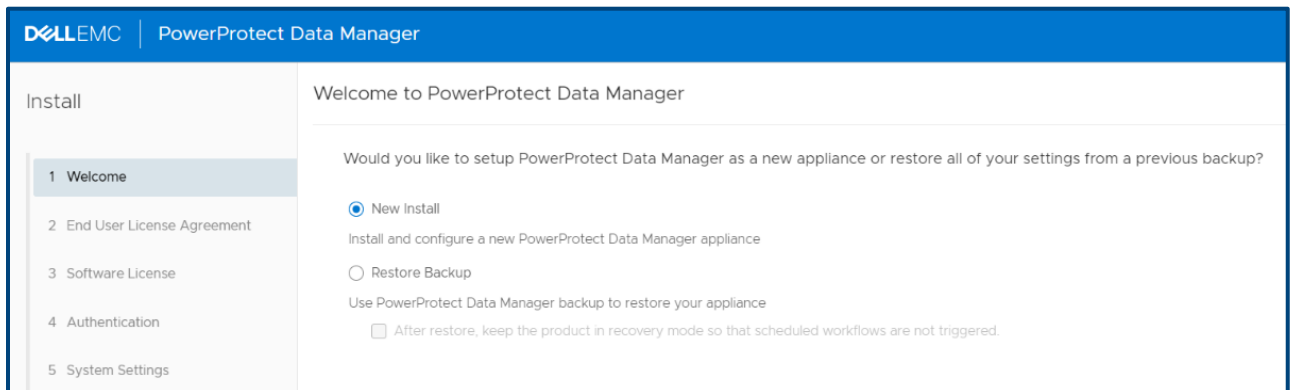 DELLEMC | PowerProtect Data Manager
Install
1 Welcome
2 End User License Agreement
3 Software License
4 Authentication
5 System Settings
Welcome to PowerProtect Data Manager
Would you like to setup PowerProtect Data Manager as a new appliance or restore all of your settings from a previous backup?
New Install
Install and configure a new PowerProtect Data Manager appliance
Restore Backup
Use PowerProtect Data Manager backup to restore your appliance
After restore, keep the product in recovery mode so that scheduled workflows are not triggered.